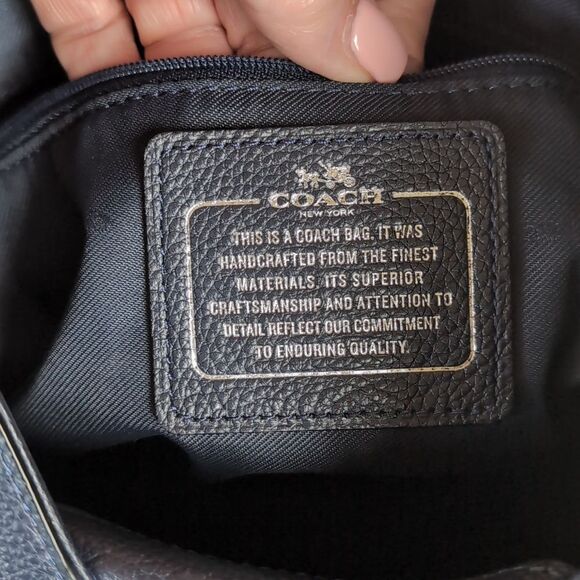 COACH
NEW YORK
THIS IS A COACH BAG. IT WAS
HANDCRAFTED FROM THE FINEST
MATERIALS. ITS SUPERIOR
CRAFTSMANSHIP AND ATTENTION TO
DETAIL REFLECT OUR COMMITMENT
TO ENDURING QUALITY.